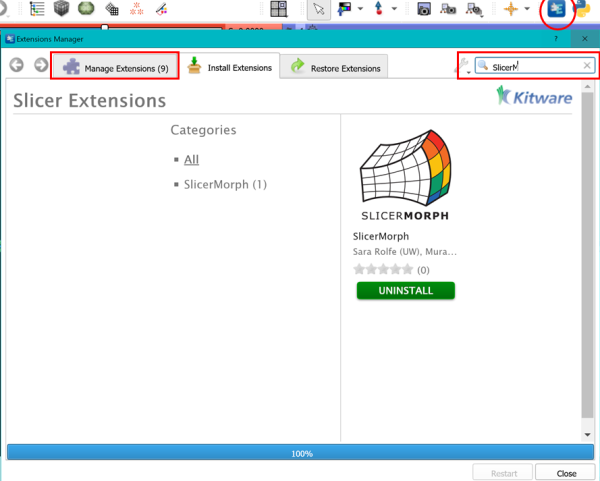 Extensions Manager
?
Manage Extensions (9)
Install Extensions
Restore Extensions
SlicerM
Slicer Extensions
Kitware
Categories
All
SlicerMorph (1)
SLICERMORPH
SlicerMorph
Sara Rolfe (UW), Mura...
(0)
UNINSTALL
100%
Restart
Close